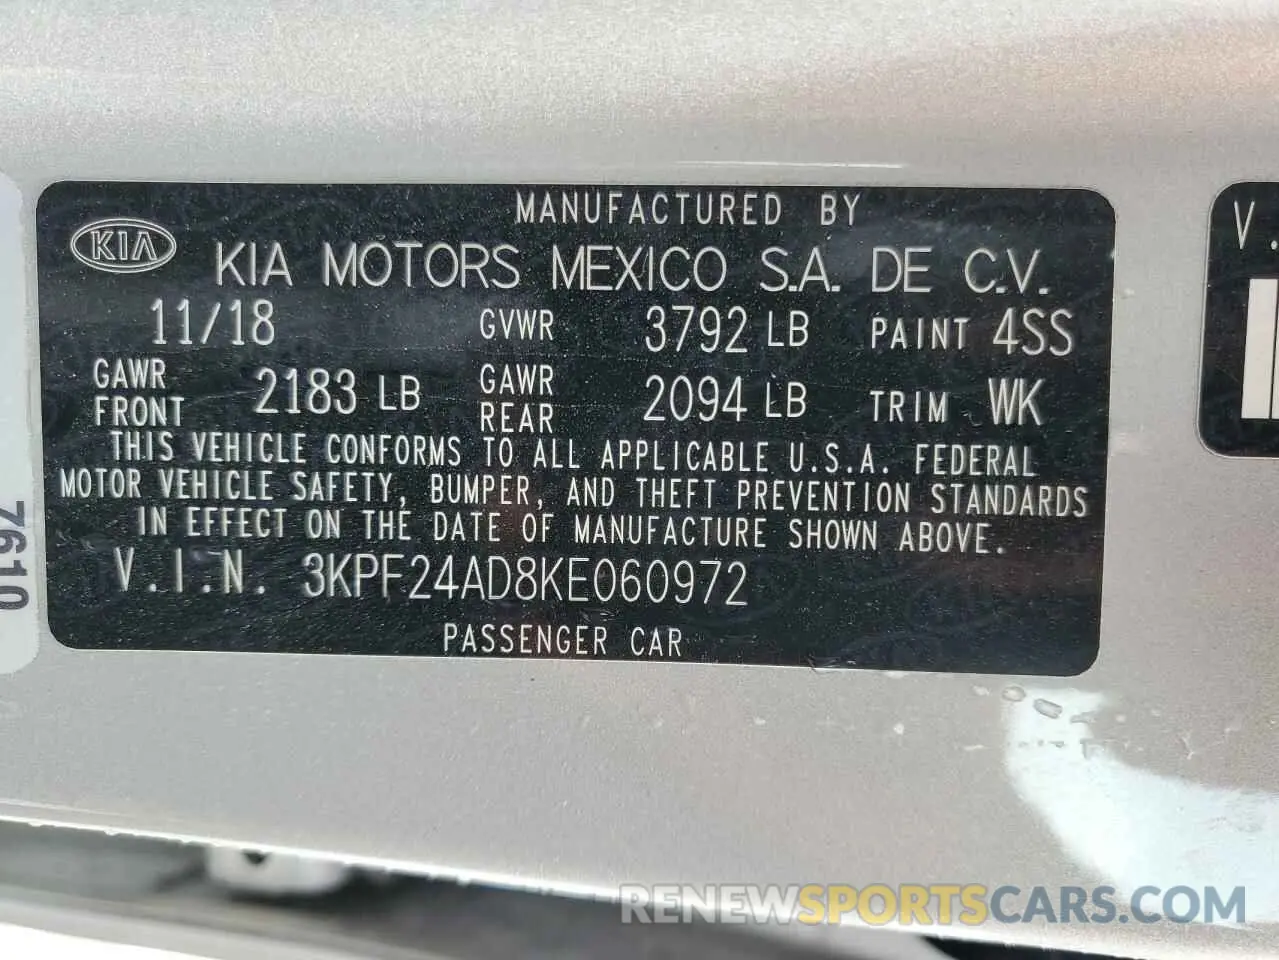 MANUFACTURED BY
KIA KIA MOTORS MEXICO S.A. DE C.V.
11/18 GVWR 3792 LB PAINT 4SS
GAWR FRONT 2183 LB GAWR REAR 2094 LB TRIM WK
THIS VEHICLE CONFORMS TO ALL APPLICABLE U.S.A. FEDERAL
MOTOR VEHICLE SAFETY, BUMPER, AND THEFT PREVENTION STANDARDS
IN EFFECT ON THE DATE OF MANUFACTURE SHOWN ABOVE.
V.I.N. 3KPF24AD8KE060972
PASSENGER CAR
V.
RENEWSPORTSCARS.COM